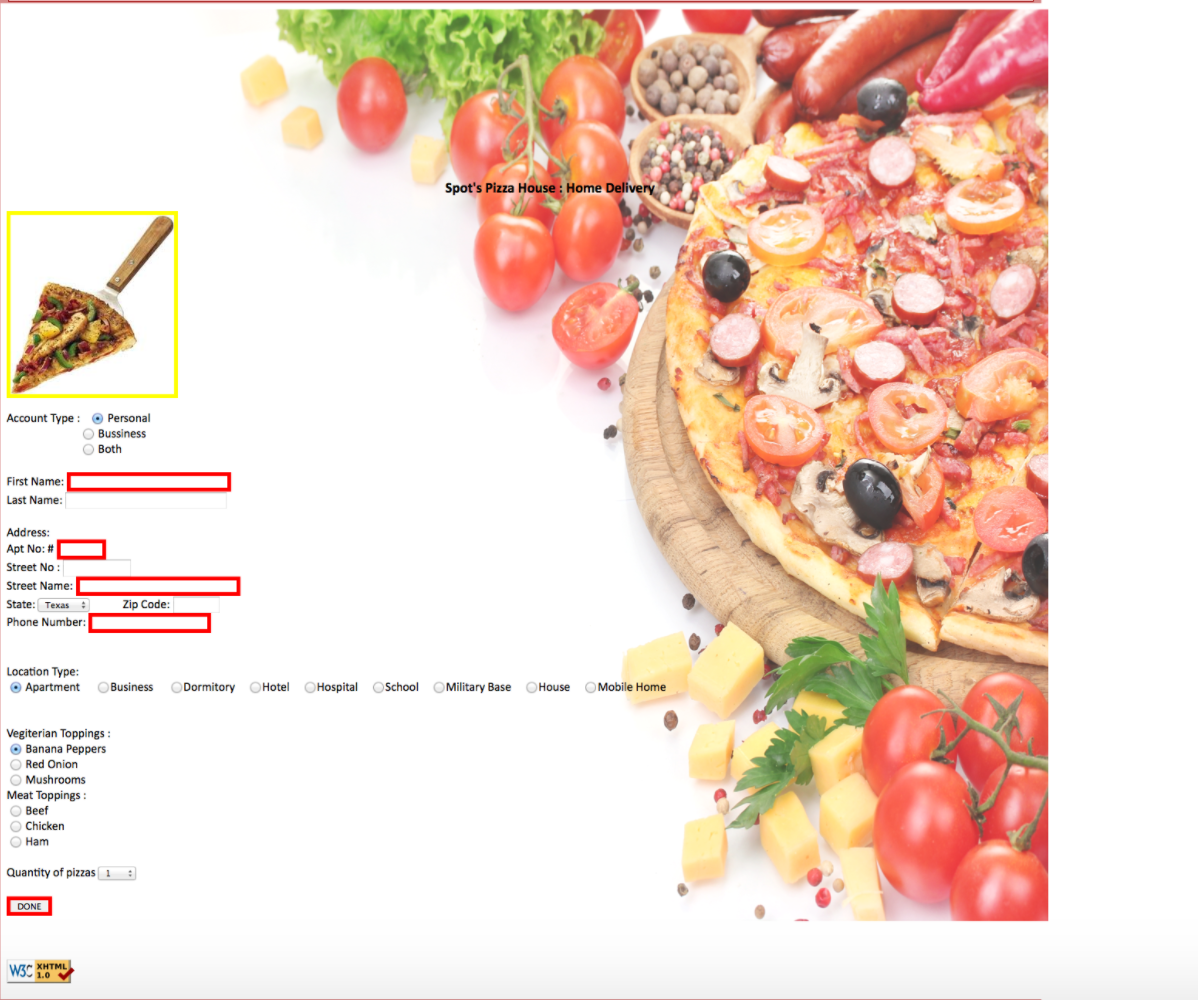 Spot's Pizza House : Home Delivery
Account Type : Personal
Bussiness
Both
First Name:
Last Name:
Address:
Apt No: #
Street No :
Street Name:
State: Texas Zip Code:
Phone Number:
Location Type:
Apartment Business Dormitory Hotel Hospital School Military Base House Mobile Home
Vegiterian Toppings :
Banana Peppers
Red Onion
Mushrooms
Meat Toppings :
Beef
Chicken
Ham
Quantity of pizzas 1
DONE
W3C XHTML
1.0